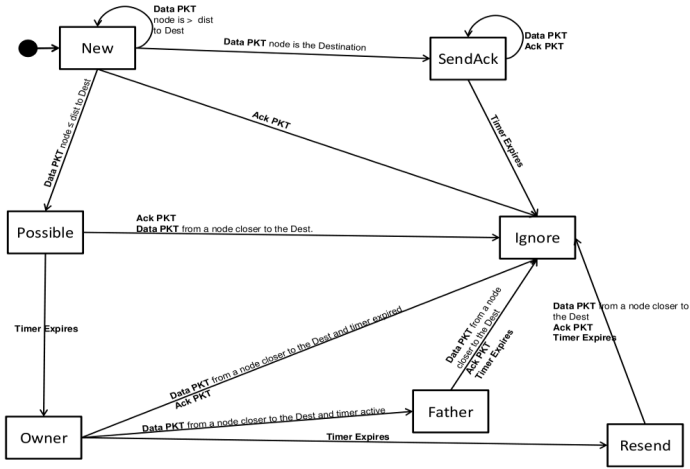 Data PKT
node is > dist
to Dest
New
Data PKT node is the Destination
SendAck
Data PKT
Ack PKT
Data PKT node ≤ dist to Dest
Ack PKT
Timer Expires
Possible
Ack PKT
Data PKT from a node closer to the Dest.
Ignore
Timer Expires
Data PKT from a node closer to the Dest and timer expired
Ack PKT
Data PKT from a node
closer to the Dest
Ack PKT
Timer Expires
Data PKT from a node closer to
the Dest
Ack PKT
Timer Expires
Owner
Data PKT from a node closer to the Dest and timer active
Father
Timer Expires
Resend